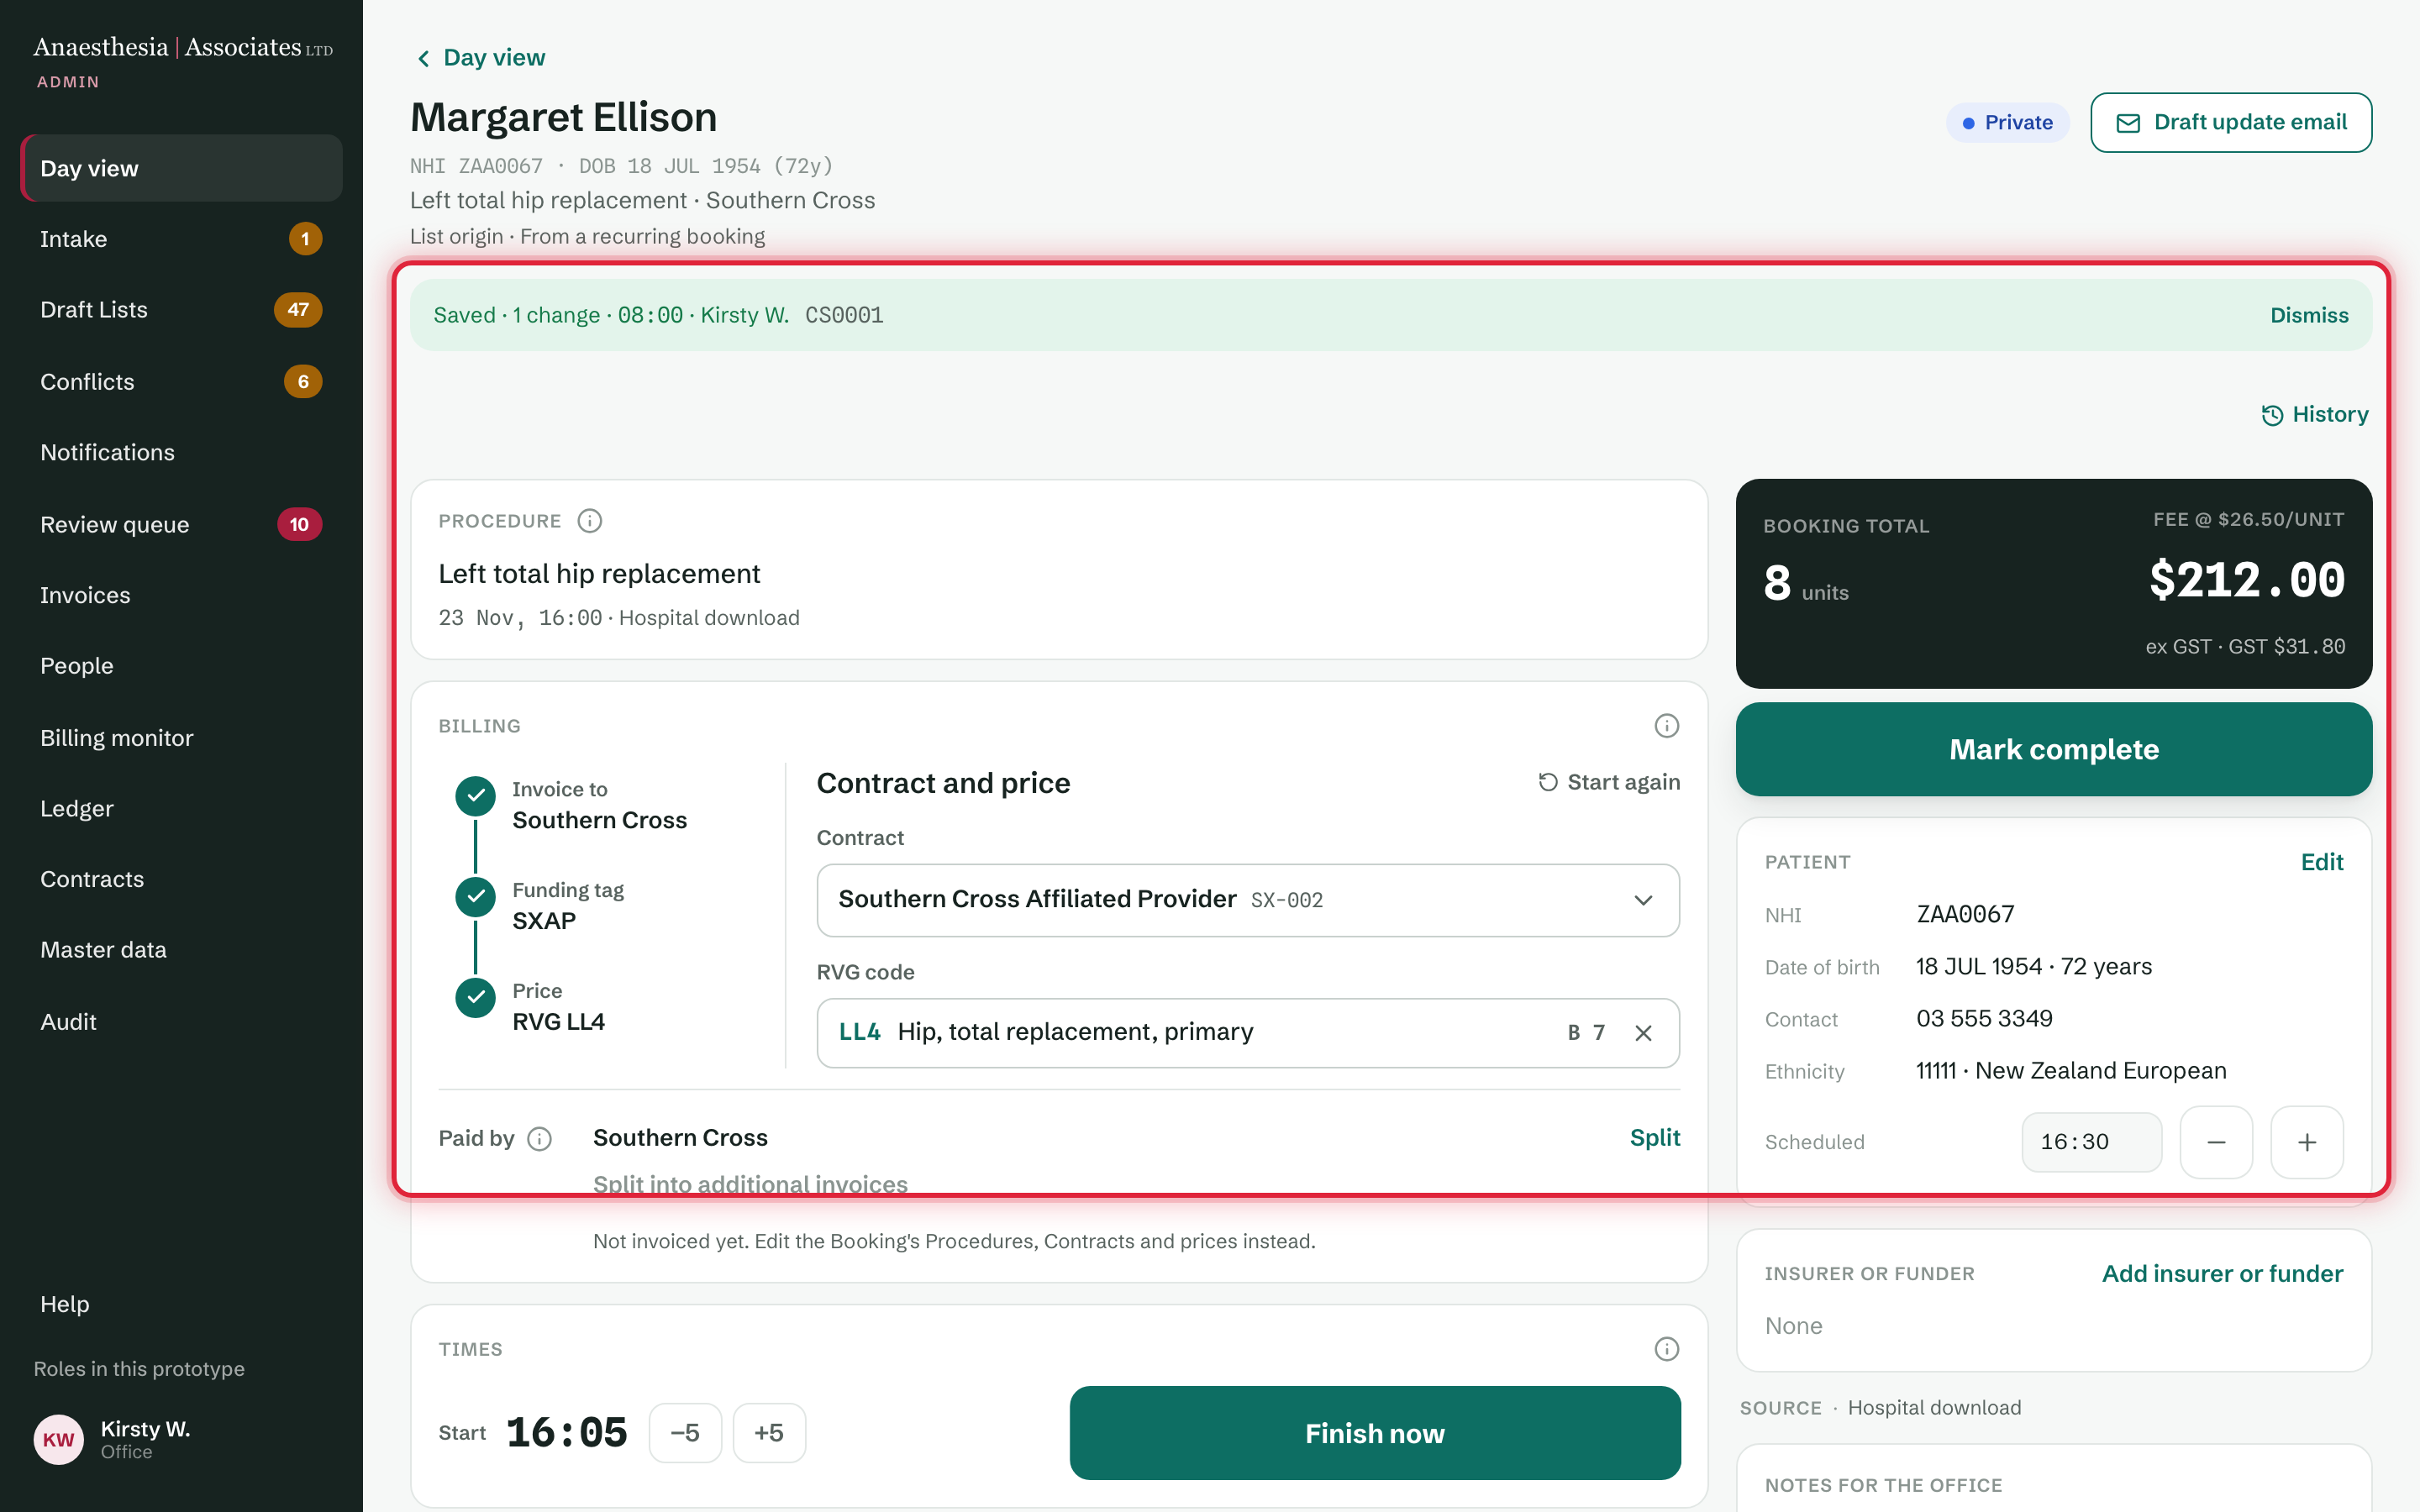 Anaesthesia | Associates LTD
ADMIN
Day view
Intake 1
Draft Lists 47
Conflicts 6
Notifications
Review queue 10
Invoices
People
Billing monitor
Ledger
Contracts
Master data
Audit
Help
Roles in this prototype
KW Kirsty W.
Office
Day view
Margaret Ellison
NHI ZAA0067 · DOB 18 JUL 1954 (72y)
Left total hip replacement · Southern Cross
List origin · From a recurring booking
Private
Draft update email
Saved · 1 change · 08:00 · Kirsty W. CS0001
Dismiss
History
PROCEDURE
Left total hip replacement
23 Nov, 16:00 · Hospital download
BILLING
Invoice to
Southern Cross
Funding tag
SXAP
Price
RVG LL4
Contract and price
Start again
Contract
Southern Cross Affiliated Provider SX-002
RVG code
LL4 Hip, total replacement, primary B 7
Paid by Southern Cross Split
Split into additional invoices
Not invoiced yet. Edit the Booking's Procedures, Contracts and prices instead.
TIMES
Start 16:05 −5 +5
Finish now
BOOKING TOTAL
FEE @ $26.50/UNIT
8 units
$212.00
ex GST · GST $31.80
Mark complete
PATIENT Edit
NHI ZAA0067
Date of birth 18 JUL 1954 · 72 years
Contact 03 555 3349
Ethnicity 11111 · New Zealand European
Scheduled 16:30 − +
INSURER OR FUNDER Add insurer or funder
None
SOURCE · Hospital download
NOTES FOR THE OFFICE